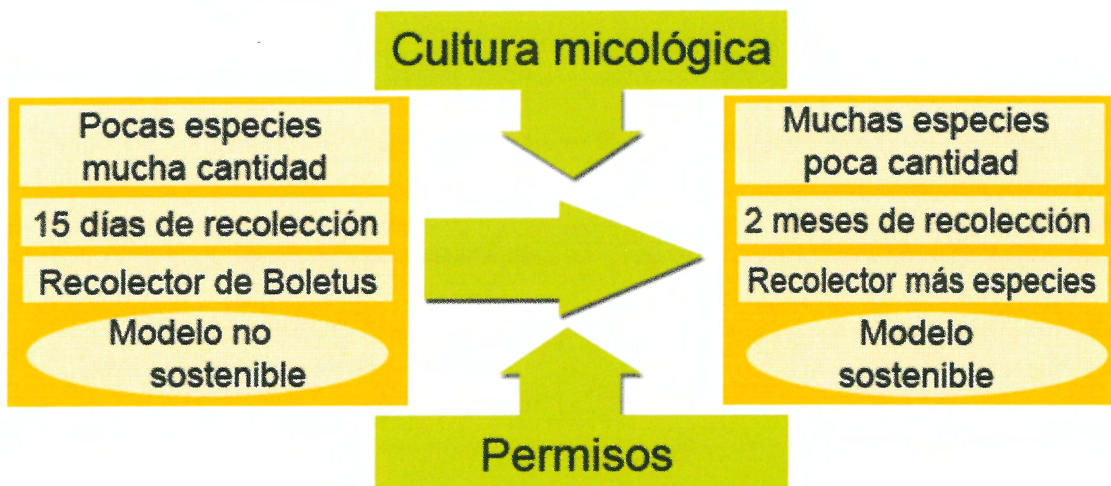 Cultura micológica
Pocas especies
mucha cantidad
15 días de recolección
Recolector de Boletus
Modelo no
sostenible
Muchas especies
poca cantidad
2 meses de recolección
Recolector más especies
Modelo
sostenible
Permisos